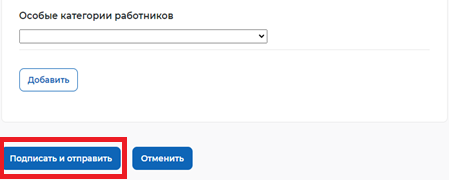 Особые категории работников
Добавить
Подписать и отправить Отменить